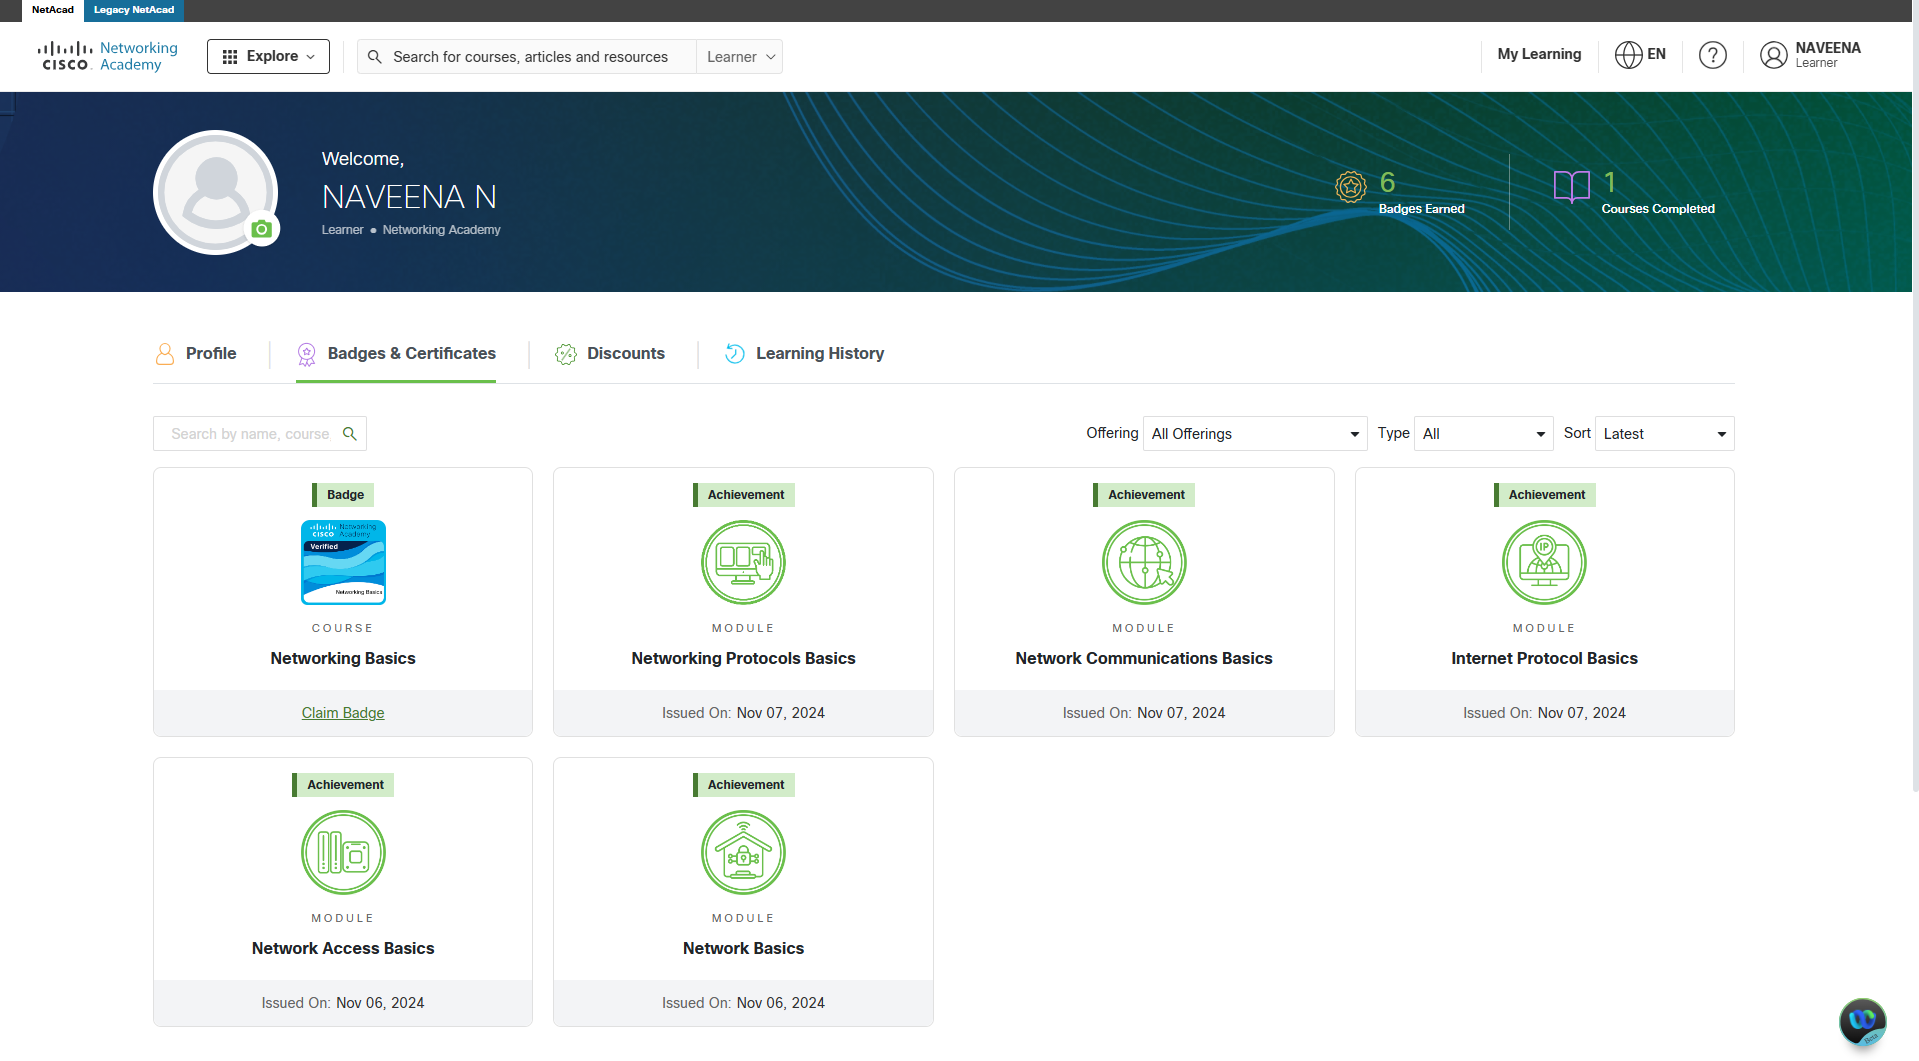 NetAcad
Legacy NetAcad
CISCO
Networking
Academy
Explore
Search for courses, articles and resources
Learner
My Learning
EN
?
NAVEENA
Learner
Welcome,
NAVEENA N
Learner • Networking Academy
6
Badges Earned
1
Courses Completed
Profile
Badges & Certificates
Discounts
Learning History
Search by name, course,
Offering
All Offerings
Type
All
Sort
Latest
Badge
CISCO
Networking
Academy
Verified
Networking Basics
COURSE
Networking Basics
Claim Badge
Achievement
MODULE
Networking Protocols Basics
Issued On: Nov 07, 2024
Achievement
MODULE
Network Communications Basics
Issued On: Nov 07, 2024
Achievement
IP
MODULE
Internet Protocol Basics
Issued On: Nov 07, 2024
Achievement
MODULE
Network Access Basics
Issued On: Nov 06, 2024
Achievement
MODULE
Network Basics
Issued On: Nov 06, 2024
Beta